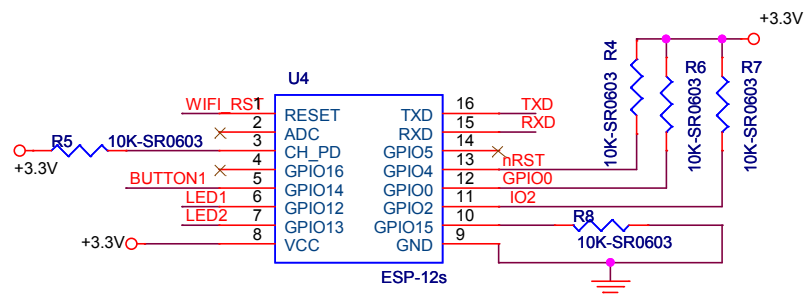 +3.3V
U4
R4
R6
R7
10K-SR0603
10K-SR0603
10K-SR0603
WIFI_RST
1
RESET
TXD
16
TXD
2
ADC
RXD
15
RXD
R5
10K-SR0603
3
CH_PD
GPIO5
14
+3.3V
4
GPIO16
GPIO4
13
nRST
BUTTON1
5
GPIO14
GPIO0
12
GPIO0
LED1
6
GPIO12
GPIO2
11
IO2
LED2
7
GPIO13
GPIO15
10
R8
10K-SR0603
+3.3V
8
VCC
GND
9
ESP-12s